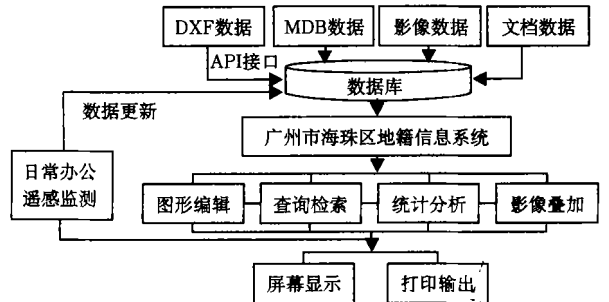 DXF数据
MDB数据
影像数据
文档数据
API接口
数据库
数据更新
广州市海珠区地籍信息系统
日常办公
遥感监测
图形编辑
查询检索
统计分析
影像叠加
屏幕显示
打印输出